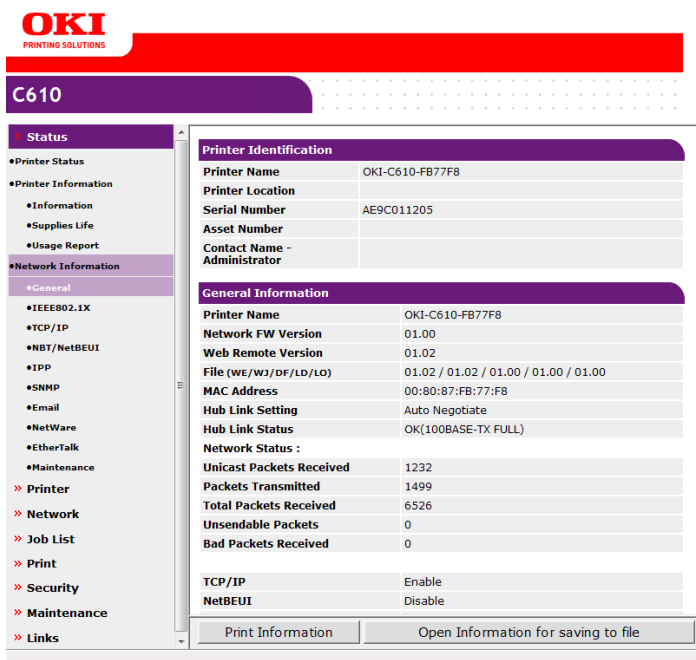 OKI
PRINTING SOLUTIONS
C610
Status
Printer Status
Printer Information
Information
Supplies Life
Usage Report
Network Information
General
IEEE802.1X
TCP/IP
NBT/NetBEUI
IPP
SNMP
Email
NetWare
EtherTalk
Maintenance
Printer
Network
Job List
Print
Security
Maintenance
Links
Printer Identification
Printer Name OKI-C610-FB77F8
Printer Location
Serial Number AE9C011205
Asset Number
Contact Name -
Administrator
General Information
Printer Name OKI-C610-FB77F8
Network FW Version 01.00
Web Remote Version 01.02
File (WE/WJ/DF/LD/LO) 01.02 / 01.02 / 01.00 / 01.00 / 01.00
MAC Address 00:80:87:FB:77:F8
Hub Link Setting Auto Negotiate
Hub Link Status OK(100BASE-TX FULL)
Network Status :
Unicast Packets Received 1232
Packets Transmitted 1499
Total Packets Received 6526
Unsendable Packets 0
Bad Packets Received 0
TCP/IP Enable
NetBEUI Disable
Print Information Open Information for saving to file